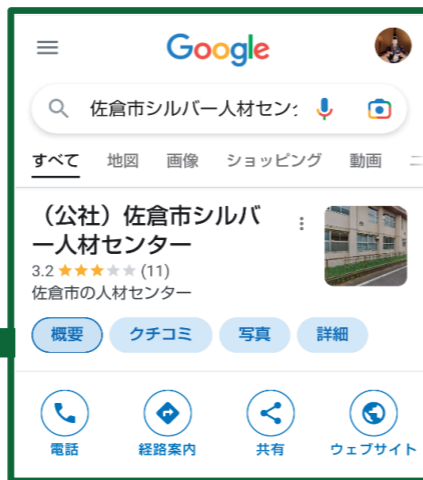 Google
佐倉市シルバー人材セン
すべて 地図 画像 ショッピング 動画 ニ
（公社）佐倉市シルバ
ー人材センター
3.2 ★★★★★ (11)
佐倉市の人材センター
概要 クチコミ 写真 詳細
電話 経路案内 共有 ウェブサイト